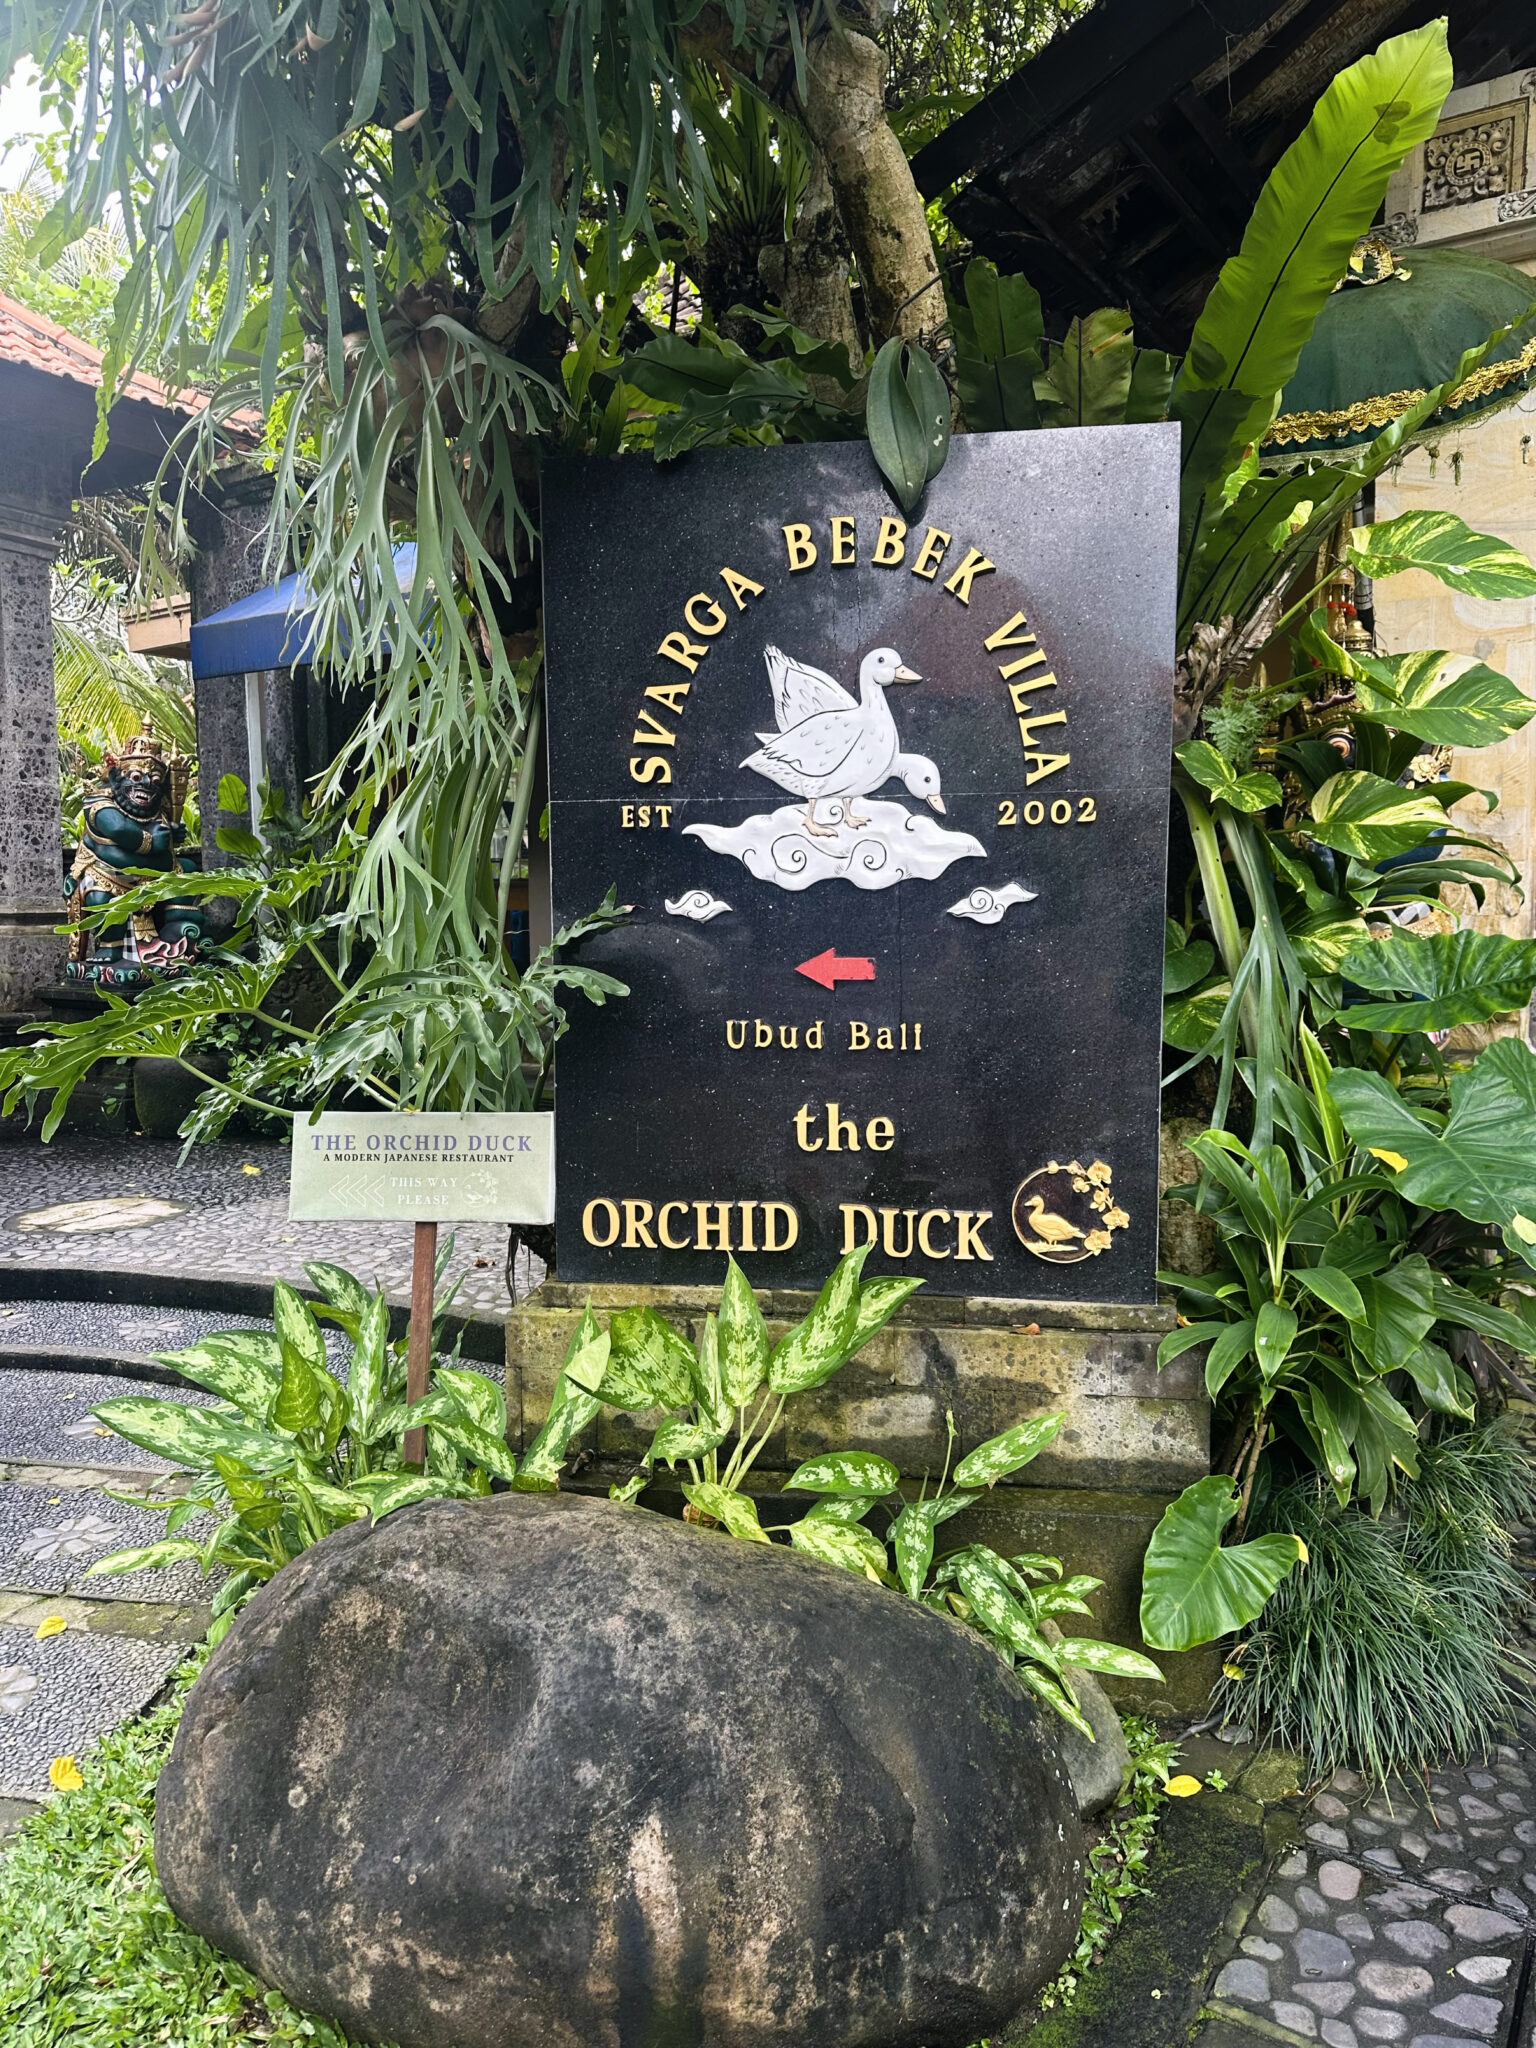 SVARGA BEBEK VILLA
EST 2002
Ubud Bali
the
ORCHID DUCK
THE ORCHID DUCK
A MODERN JAPANESE RESTAURANT
THIS WAY
PLEASE